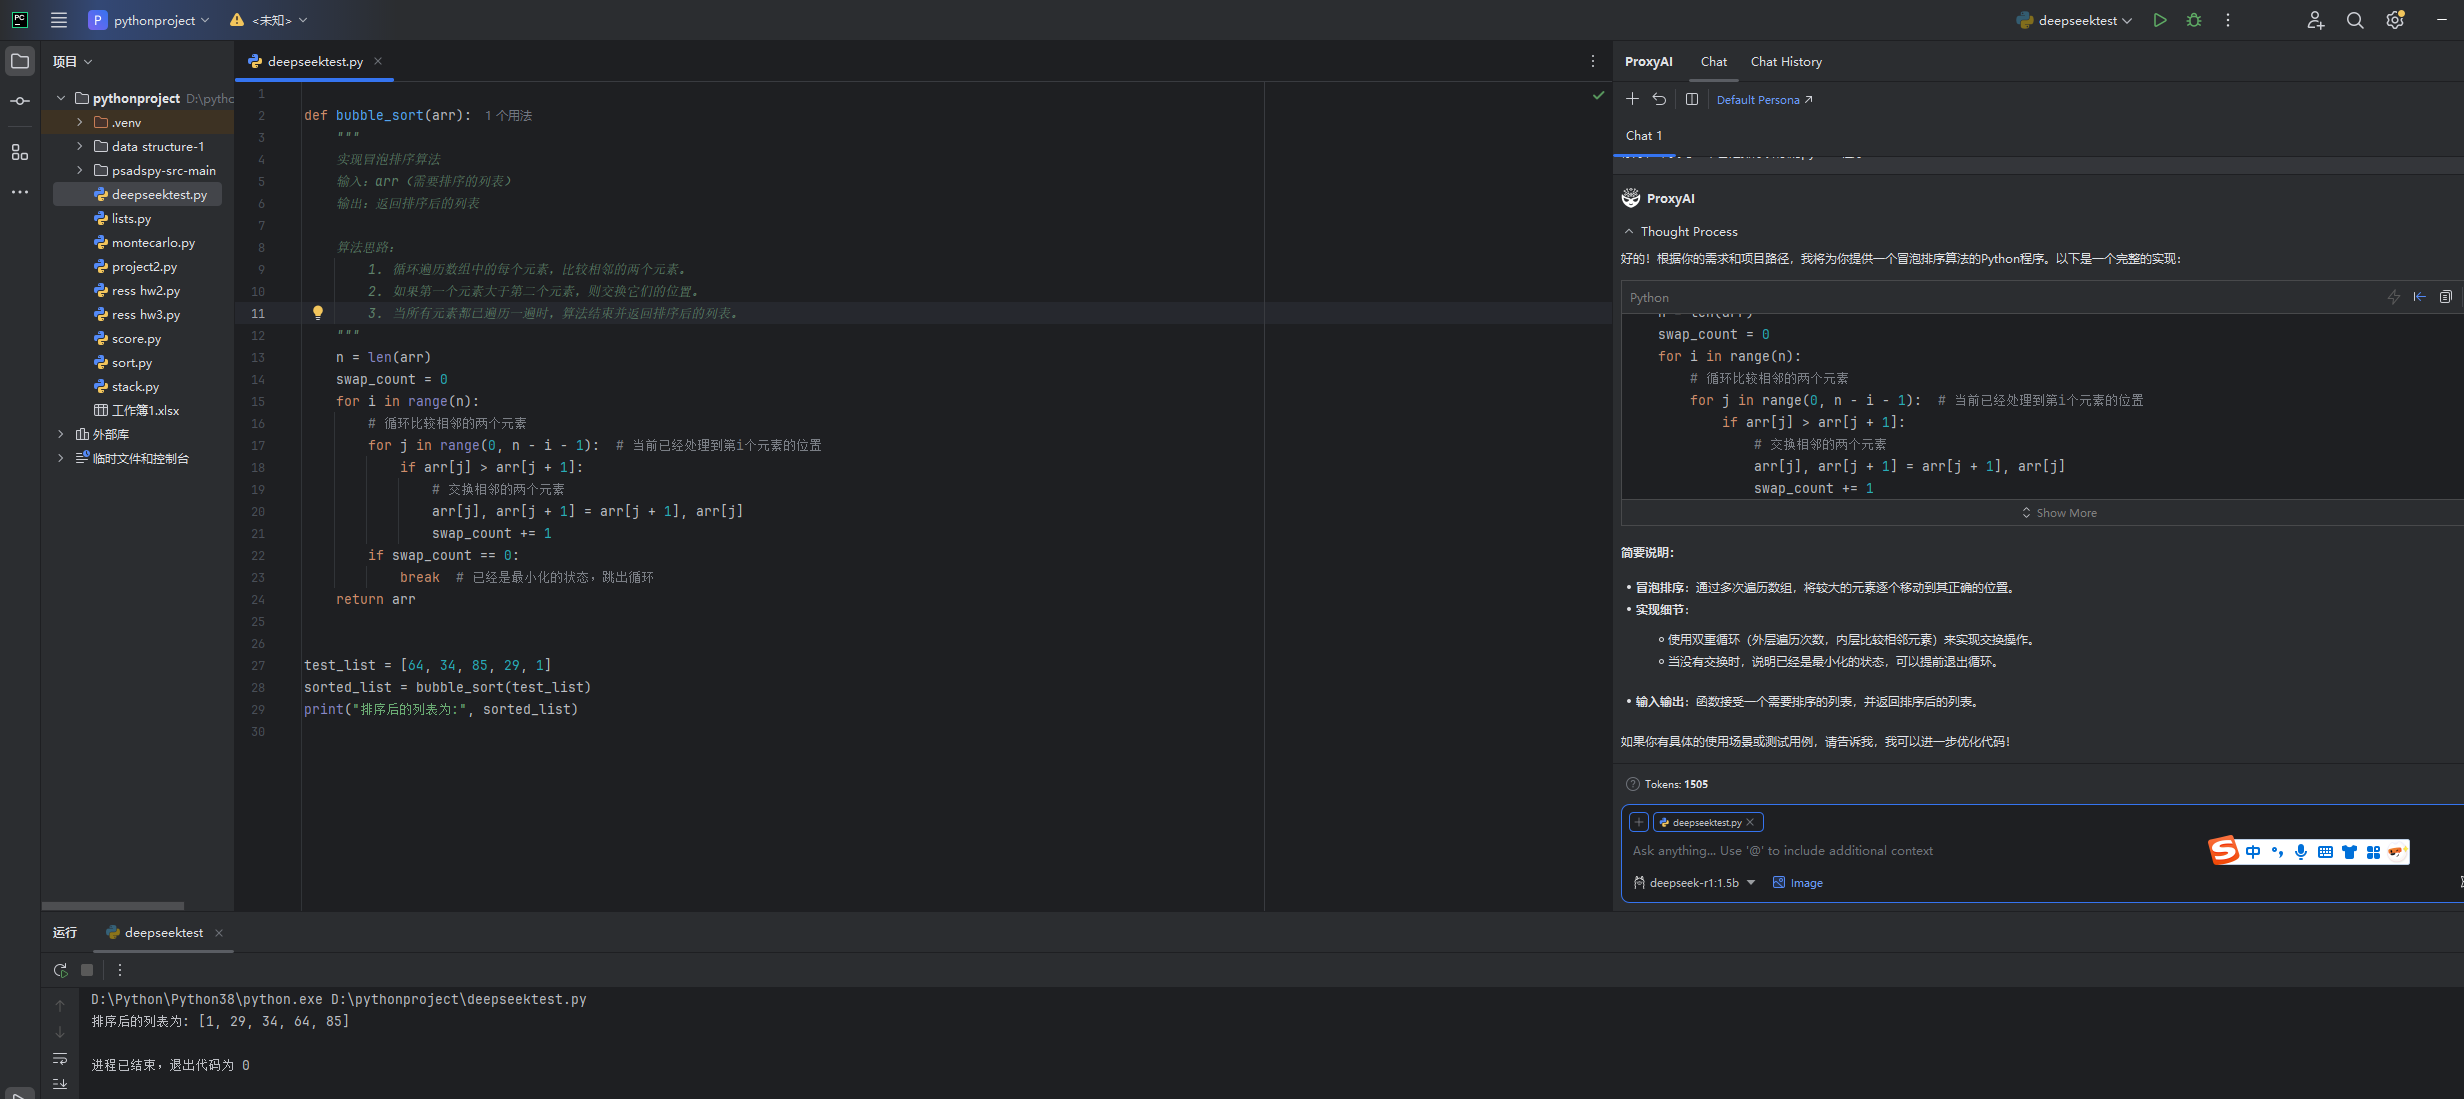 PC
P pythonproject
<未知>
deepseektest
项目
pythonproject D:\pytho
.venv
data structure-1
psadspy-src-main
deepseektest.py
lists.py
montecarlo.py
project2.py
ress hw2.py
ress hw3.py
score.py
sort.py
stack.py
工作簿1.xlsx
外部库
临时文件和控制台
deepseektest.py
1
2 def bubble_sort(arr): 1 个用法
3 """
4 实现冒泡排序算法
5 输入：arr（需要排序的列表）
6 输出：返回排序后的列表
7
8 算法思路：
9 1. 循环遍历数组中的每个元素，比较相邻的两个元素。
10 2. 如果第一个元素大于第二个元素，则交换它们的位置。
11 3. 当所有元素都已遍历一遍时，算法结束并返回排序后的列表。
12 """
13 n = len(arr)
14 swap_count = 0
15 for i in range(n):
16 # 循环比较相邻的两个元素
17 for j in range(0, n - i - 1): # 当前已经处理到第i个元素的位置
18 if arr[j] > arr[j + 1]:
19 # 交换相邻的两个元素
20 arr[j], arr[j + 1] = arr[j + 1], arr[j]
21 swap_count += 1
22 if swap_count == 0:
23 break # 已经是最小化的状态，跳出循环
24 return arr
25
26
27 test_list = [64, 34, 85, 29, 1]
28 sorted_list = bubble_sort(test_list)
29 print("排序后的列表为:", sorted_list)
30
ProxyAI Chat Chat History
Default Persona
Chat 1
ProxyAI
Thought Process
好的！根据你的需求和项目路径，我将为你提供一个冒泡排序算法的Python程序。以下是一个完整的实现：
Python
n = len(arr)
swap_count = 0
for i in range(n):
# 循环比较相邻的两个元素
for j in range(0, n - i - 1): # 当前已经处理到第i个元素的位置
if arr[j] > arr[j + 1]:
# 交换相邻的两个元素
arr[j], arr[j + 1] = arr[j + 1], arr[j]
swap_count += 1
Show More
简要说明：
• 冒泡排序：通过多次遍历数组，将较大的元素逐个移动到其正确的位置。
• 实现细节：
使用双重循环（外层遍历次数，内层比较相邻元素）来实现交换操作。
当没有交换时，说明已经是最小化的状态，可以提前退出循环。
• 输入输出：函数接受一个需要排序的列表，并返回排序后的列表。
如果你有具体的使用场景或测试用例，请告诉我，我可以进一步优化代码！
Tokens: 1505
deepseektest.py
Ask anything... Use '@' to include additional context
S 中
deepseek-r1:1.5b Image
运行 deepseektest
D:\Python\Python38\python.exe D:\pythonproject\deepseektest.py
排序后的列表为: [1, 29, 34, 64, 85]
进程已结束，退出代码为 0